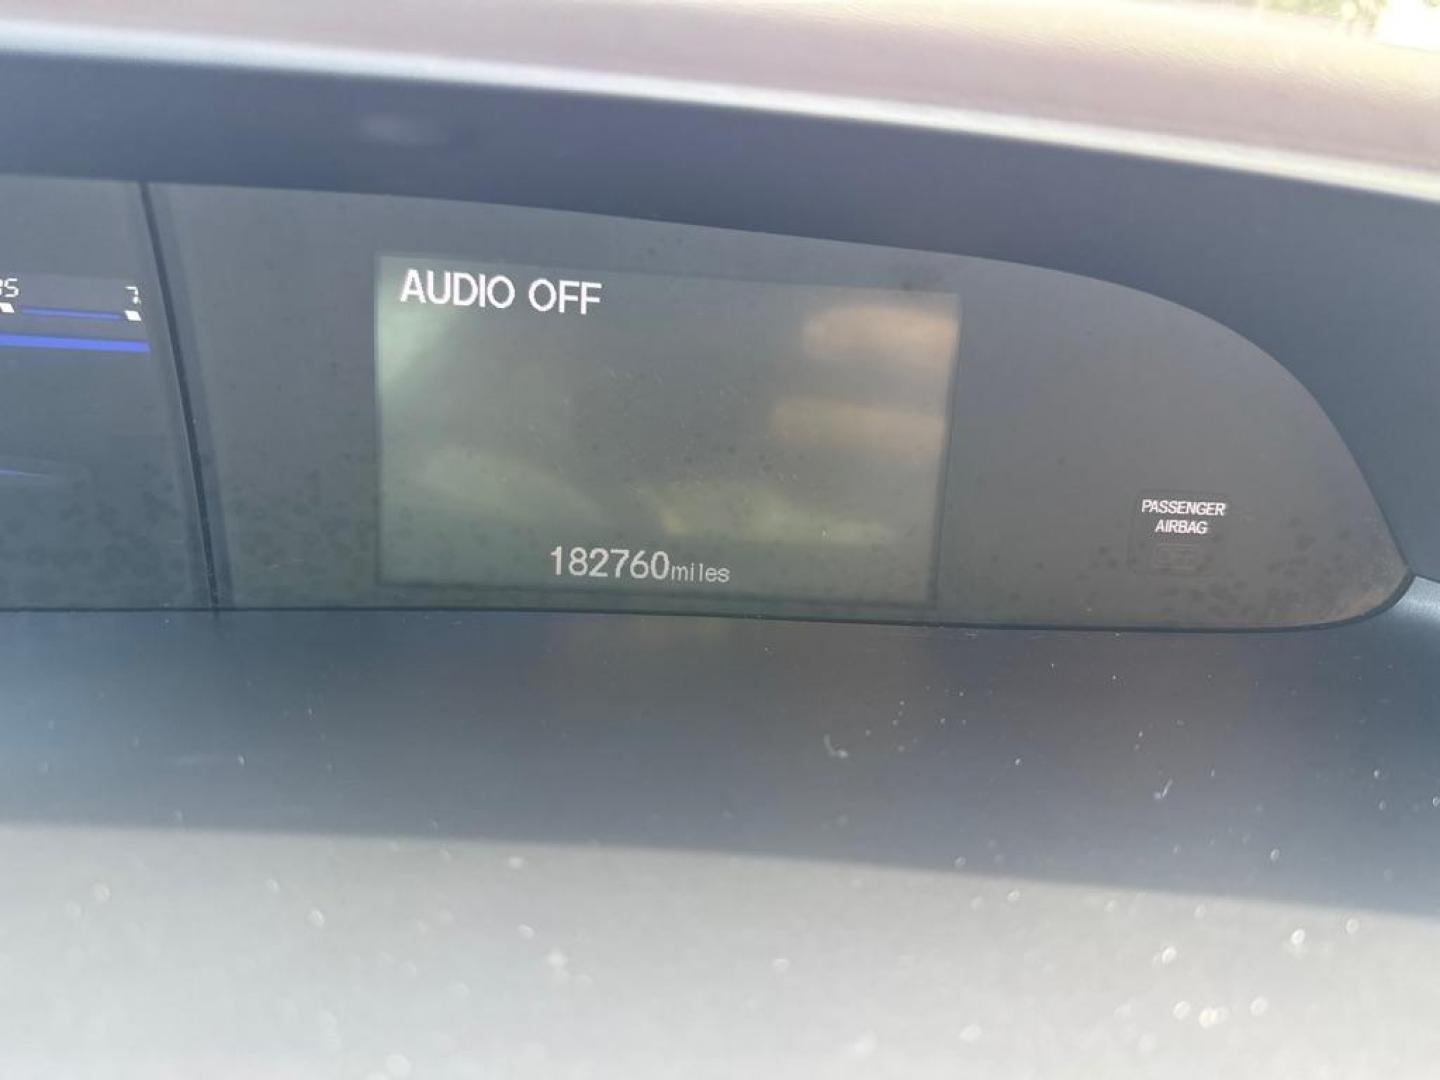 AUDIO OFF
182760miles
PASSENGER
AIRBAG